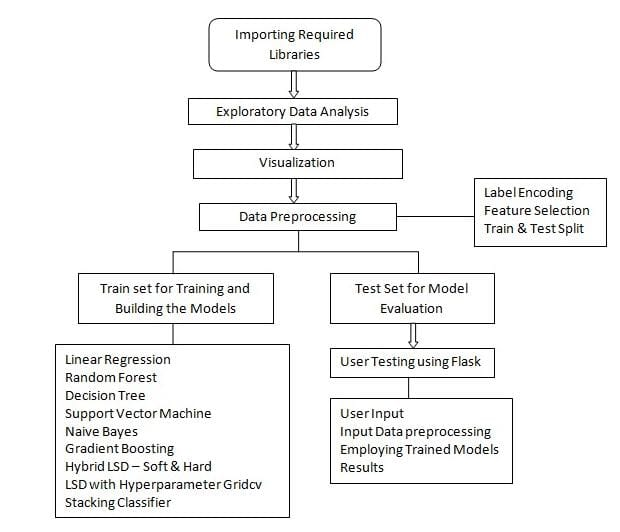 Importing Required
Libraries
Exploratory Data Analysis
Visualization
Data Preprocessing
Label Encoding
Feature Selection
Train & Test Split
Train set for Training and
Building the Models
Test Set for Model
Evaluation
Linear Regression
Random Forest
Decision Tree
Support Vector Machine
Naive Bayes
Gradient Boosting
Hybrid LSD – Soft & Hard
LSD with Hyperparameter Gridcv
Stacking Classifier
User Testing using Flask
User Input
Input Data preprocessing
Employing Trained Models
Results